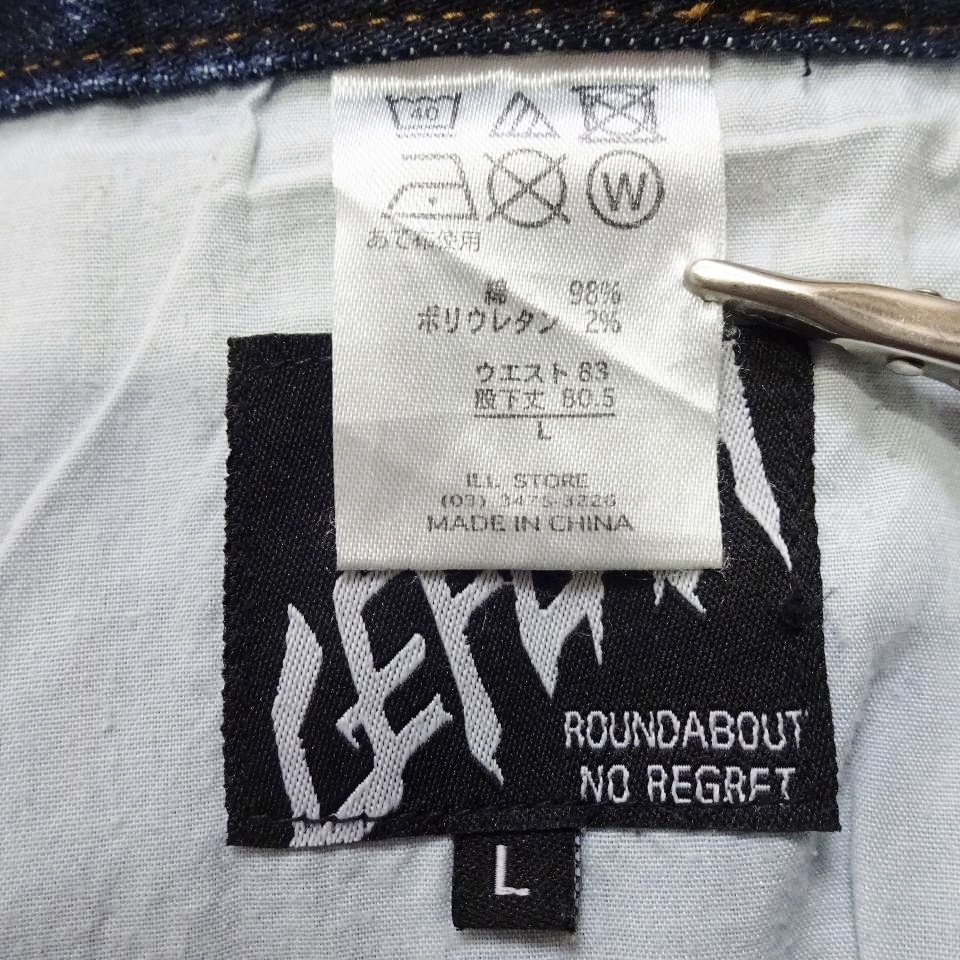 40
W
あて布使用
綿 98%
ポリウレタン 2%
ウエスト 83
股下丈 80.5
L
ILL STORE
(03) 3475-3226
MADE IN CHINA
ROUNDABOUT
NO REGRET
L